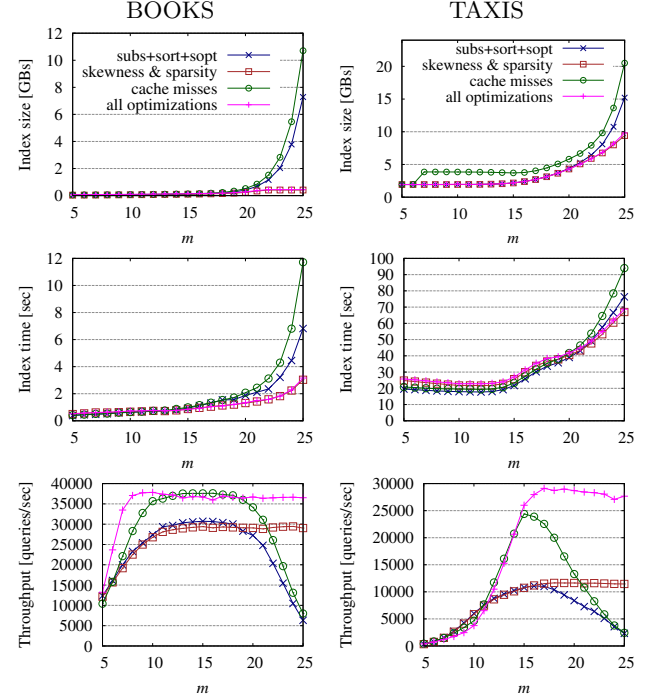 BOOKS
TAXIS
Index size [GBs]
12
10
8
6
4
2
0
subs+sort+sopt
skewness & sparsity
cache misses
all optimizations
5 10 15 20 25
m
Index size [GBs]
20
15
10
5
0
subs+sort+sopt
skewness & sparsity
cache misses
all optimizations
5 10 15 20 25
m
Index time [sec]
12
10
8
6
4
2
0
5 10 15 20 25
m
Index time [sec]
100
90
80
70
60
50
40
30
20
10
0
5 10 15 20 25
m
Throughput [queries/sec]
40000
35000
30000
25000
20000
15000
10000
5000
0
5 10 15 20 25
m
Throughput [queries/sec]
30000
25000
20000
15000
10000
5000
0
5 10 15 20 25
m